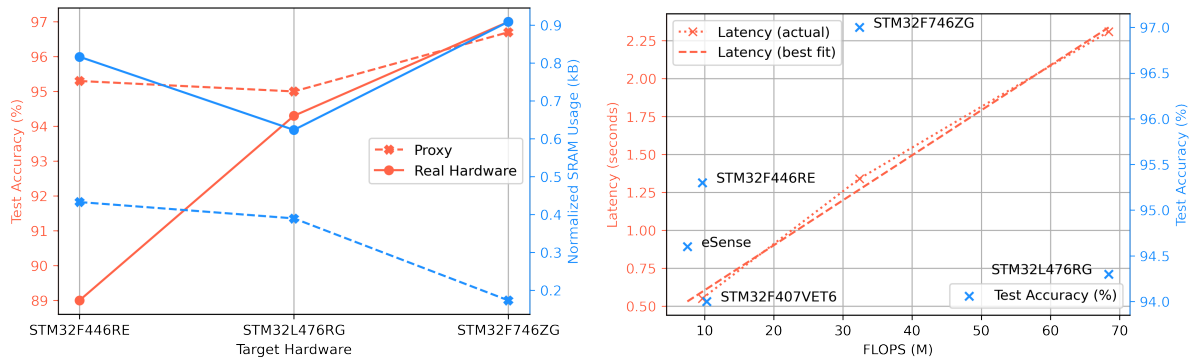 97
96
95
94
93
92
91
90
89
Test Accuracy (%)
0.9
0.8
0.7
0.6
0.5
0.4
0.3
0.2
Normalized SRAM Usage (kB)
Proxy
Real Hardware
STM32F446RE
STM32L476RG
STM32F746ZG
Target Hardware
2.25
2.00
1.75
1.50
1.25
1.00
0.75
0.50
Latency (seconds)
Latency (actual)
Latency (best fit)
STM32F746ZG
STM32F446RE
eSense
STM32L476RG
STM32F407VET6
Test Accuracy (%)
97.0
96.5
96.0
95.5
95.0
94.5
94.0
Test Accuracy (%)
10
20
30
40
50
60
70
FLOPS (M)